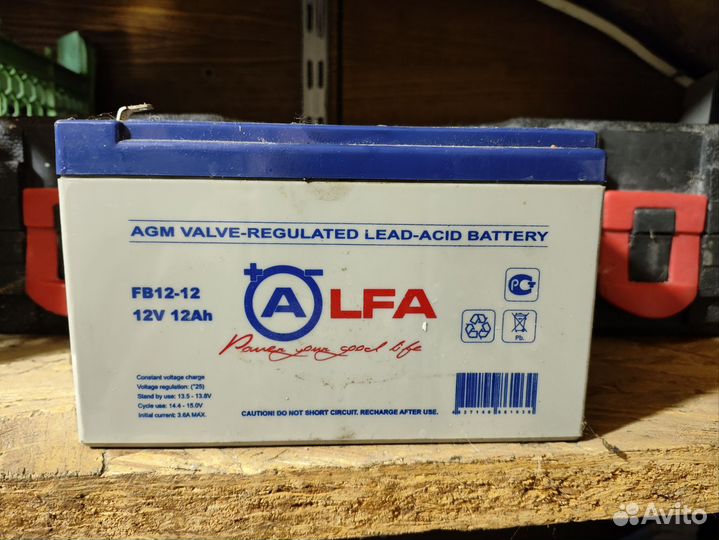 AGM VALVE-REGULATED LEAD-ACID BATTERY
FB12-12
12V 12Ah
ALFA
Power your good life
Constant voltage charge
Voltage regulation: (°25)
Stand by use: 13.5 - 13.8V
Cycle use: 14.4 - 15.0V
Initial current: 3.6A MAX.
CAUTION! DO NOT SHORT CIRCUIT. RECHARGE AFTER USE.
Pb.
Avito